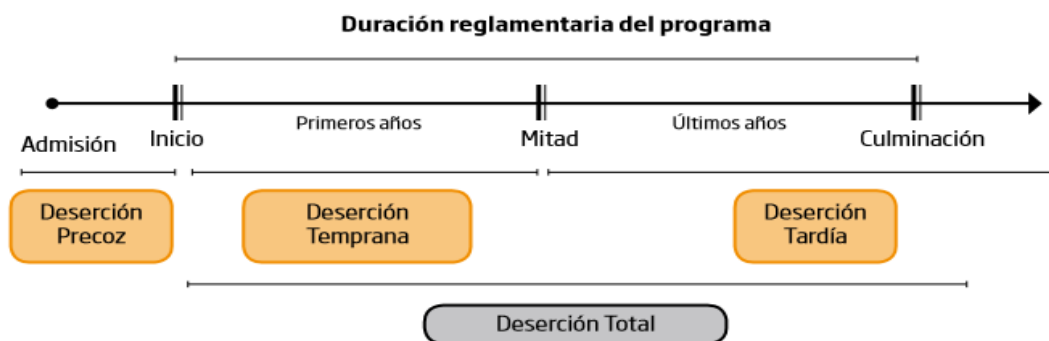 Duración reglamentaria del programa
Admisión
Inicio
Primeros años
Mitad
Últimos años
Culminación
Deserción
Precoz
Deserción
Temprana
Deserción
Tardía
Deserción Total